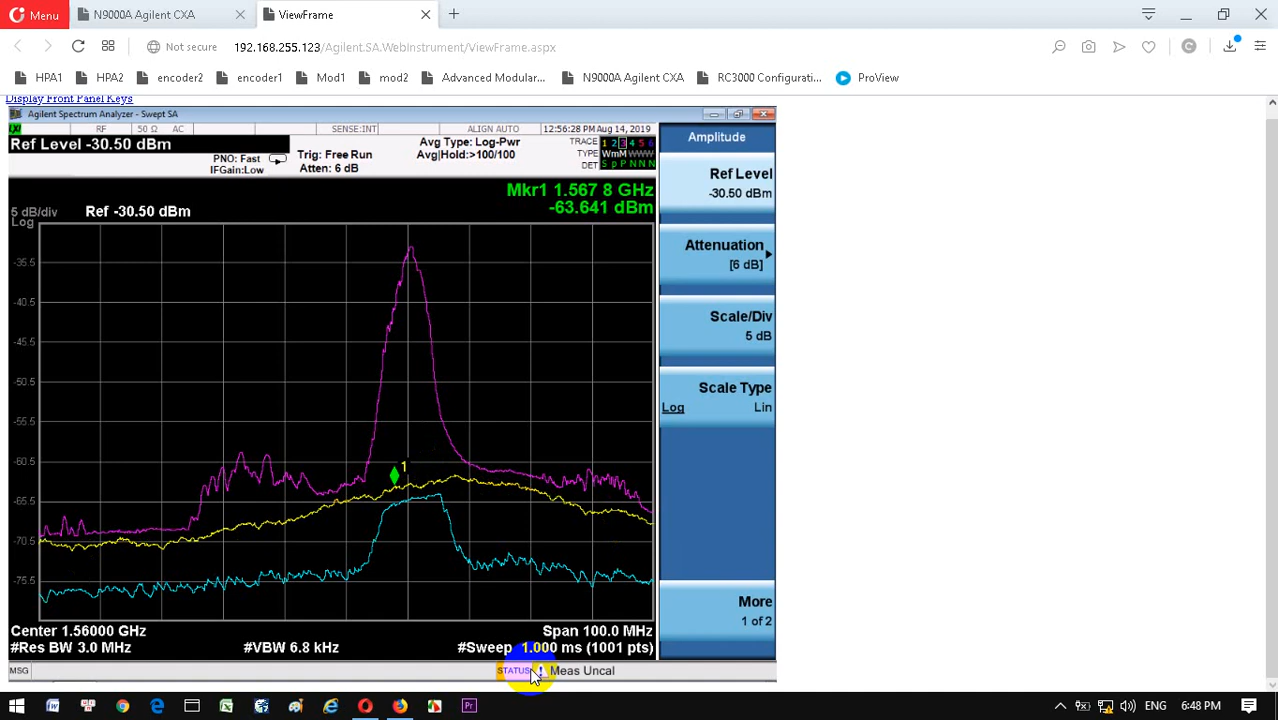 Menu
N9000A Agilent CXA
ViewFrame
Not secure
192.168.255.123/Agilent.SA.WebInstrument/ViewFrame.aspx
HPA1
HPA2
encoder2
encoder1
Mod1
mod2
Advanced Modular...
N9000A Agilent CXA
RC3000 Configurati...
ProView
Display Front Panel Keys
Agilent Spectrum Analyzer - Swept SA
RF
50 Ω
AC
SENSE:INT
ALIGN AUTO
12:56:28 PM Aug 14, 2019
Ref Level -30.50 dBm
PNO: Fast
IFGain:Low
Trig: Free Run
Atten: 6 dB
Avg Type: Log-Pwr
Avg|Hold:>100/100
TRACE 1 2 3 4 5 6
TYPE
DET S p P N N N
Mkr1 1.567 8 GHz
-63.641 dBm
5 dB/div
Log
Ref -30.50 dBm
-35.5
-40.5
-45.5
-50.5
-55.5
-60.5
-65.5
-70.5
-75.5
1
Center 1.56000 GHz
Span 100.0 MHz
#Res BW 3.0 MHz
#VBW 6.8 kHz
#Sweep 1.000 ms (1001 pts)
MSG
STATUS
! Meas Uncal
Amplitude
Ref Level
-30.50 dBm
Attenuation
[6 dB]
Scale/Div
5 dB
Scale Type
Log
Lin
More
1 of 2
ENG
6:48 PM